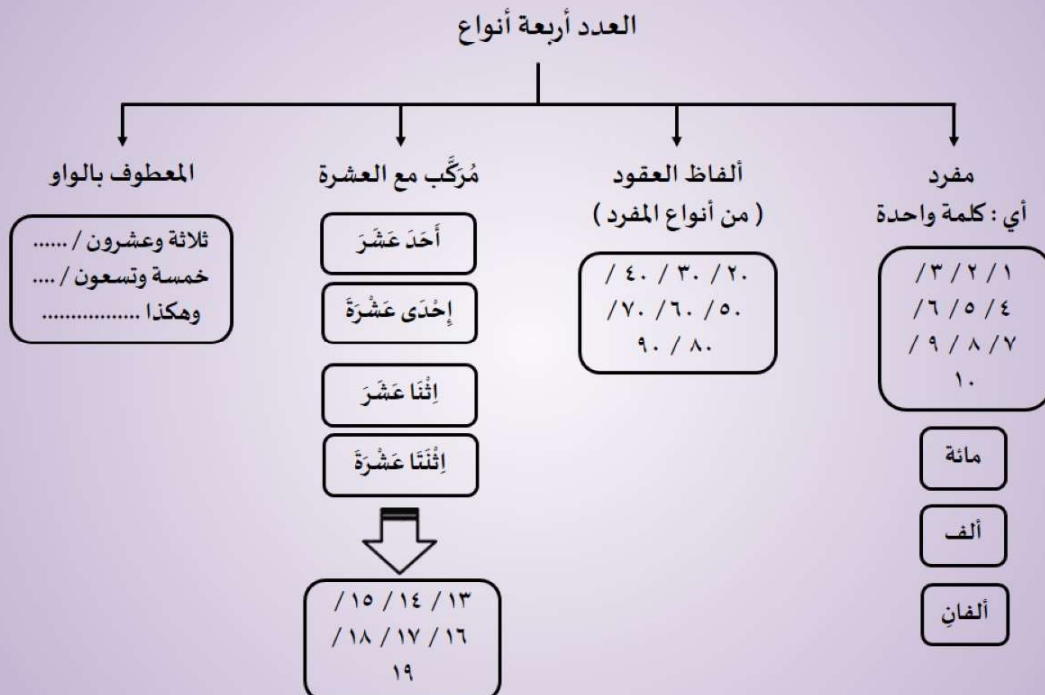 العدد أربعة أنواع
مفرد
أي : كلمة واحدة
١ / ٢ / ٣ /
٤ / ٥ / ٦ /
٧ / ٨ / ٩ /
١٠
مائة
ألف
ألفانِ
ألفاظ العقود
( من أنواع المفرد )
٢٠ / ٣٠ / ٤٠ /
٥٠ / ٦٠ / ٧٠ /
٨٠ / ٩٠
مُرَكَّب مع العشرة
أَحَدَ عَشَرَ
إِحْدَى عَشْرَةَ
اِثْنَا عَشَرَ
اِثْنَتَا عَشْرَةَ
١٣ / ١٤ / ١٥ /
١٦ / ١٧ / ١٨ /
١٩
المعطوف بالواو
ثلاثة وعشرون / ......
خمسة وتسعون / ....
وهكذا .................